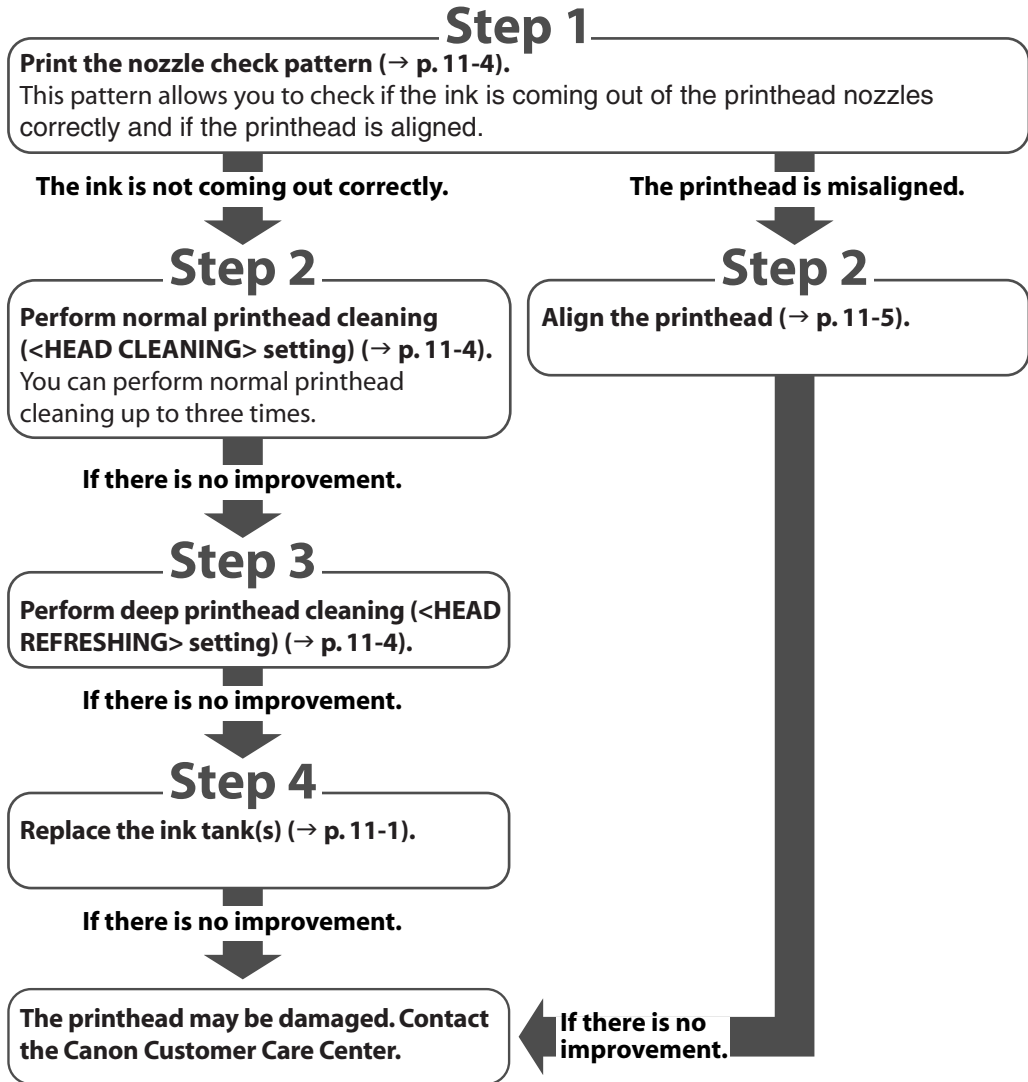 Step 1
Print the nozzle check pattern (→ p. 11-4).
This pattern allows you to check if the ink is coming out of the printhead nozzles
correctly and if the printhead is aligned.
The ink is not coming out correctly.
The printhead is misaligned.
Step 2
Perform normal printhead cleaning
(<HEAD CLEANING> setting) (→ p. 11-4).
You can perform normal printhead
cleaning up to three times.
Step 2
Align the printhead (→ p. 11-5).
If there is no improvement.
Step 3
Perform deep printhead cleaning (<HEAD
REFRESHING> setting) (→ p. 11-4).
If there is no improvement.
Step 4
Replace the ink tank(s) (→ p. 11-1).
If there is no improvement.
The printhead may be damaged. Contact
the Canon Customer Care Center.
If there is no
improvement.